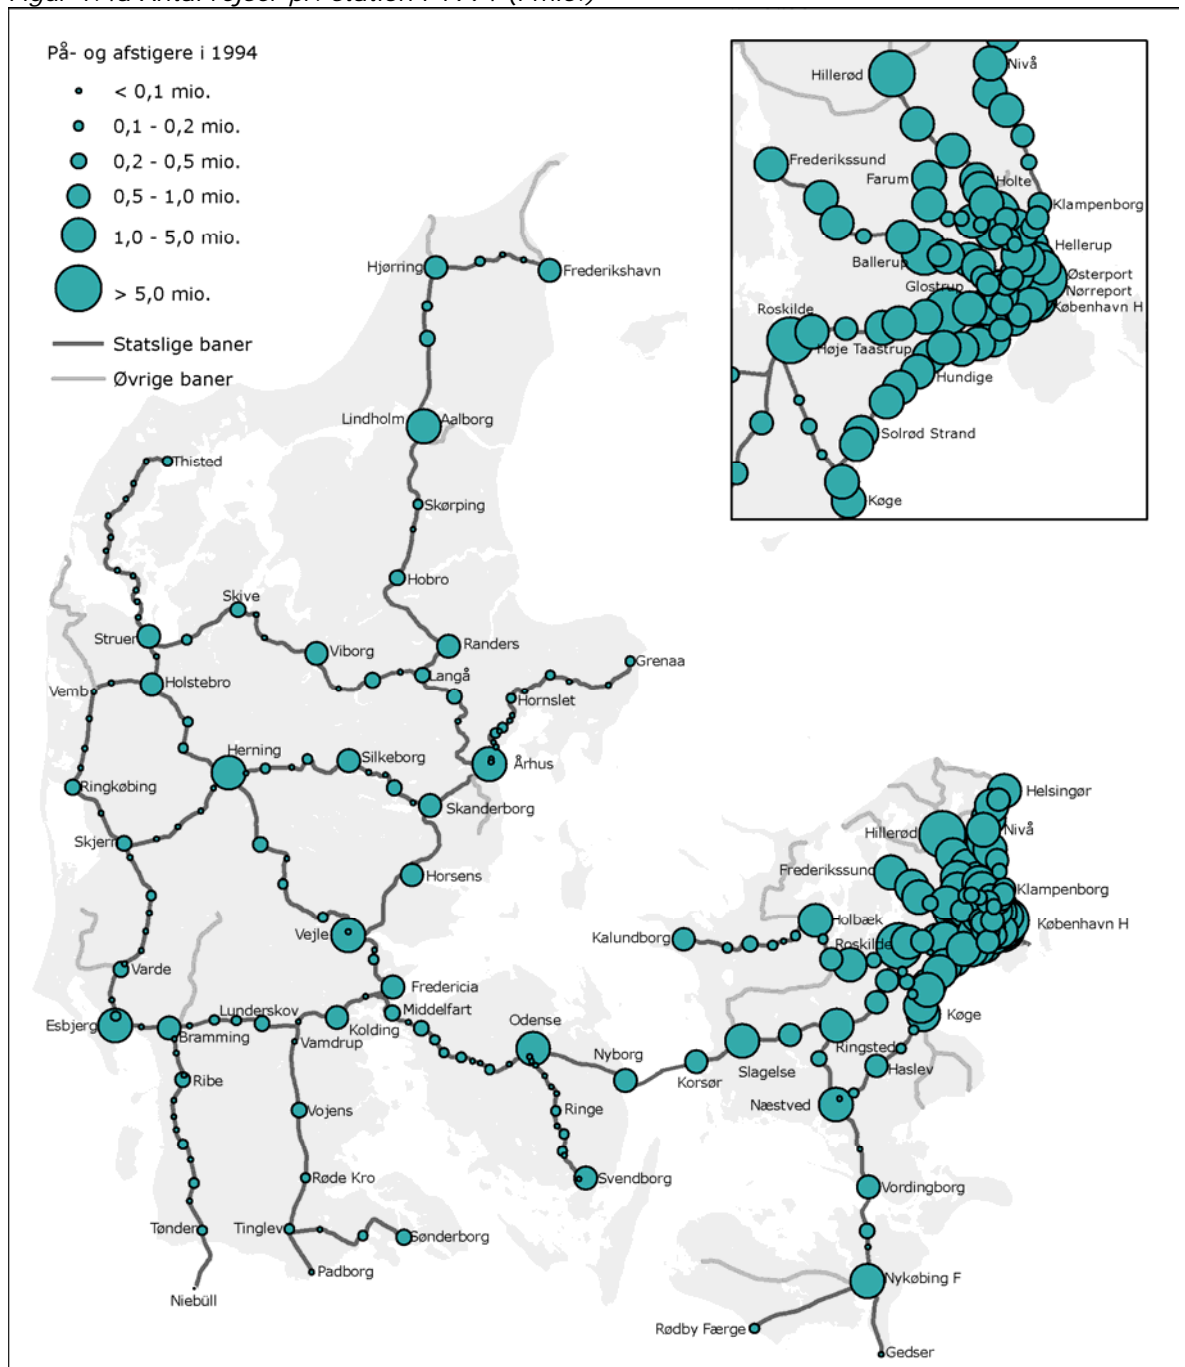 På- og afstigere i 1994
< 0,1 mio.
0,1 - 0,2 mio.
0,2 - 0,5 mio.
0,5 - 1,0 mio.
1,0 - 5,0 mio.
> 5,0 mio.
Statslige baner
Øvrige baner
Hillerød
Nivå
Frederikssund
Farum
Holte
Klampenborg
Hellerup
Ballerup
Østerport
Glostrup
Nørreport
København H
Roskilde
Høje Taastrup
Hundige
Solrød Strand
Køge
Hjørring
Frederikshavn
Lindholm
Aalborg
Thisted
Skørping
Hobro
Skive
Struer
Viborg
Randers
Langå
Grenaa
Vemb
Holstebro
Hornslet
Herning
Silkeborg
Århus
Ringkøbing
Skanderborg
Helsingør
Skjern
Hillerød
Nivå
Horsens
Frederikssund
Klampenborg
Vejle
Holbæk
København H
Kalundborg
Roskilde
Varde
Fredericia
Lunderskov
Middelfart
Esbjerg
Bramming
Kolding
Odense
Køge
Vamdrup
Nyborg
Ringsted
Slagelse
Korsør
Haslev
Ribe
Næstved
Vojens
Ringe
Røde Kro
Svendborg
Vordingborg
Tønder
Tinglev
Sønderborg
Padborg
Nykøbing F
Niebüll
Rødby Færge
Gedser